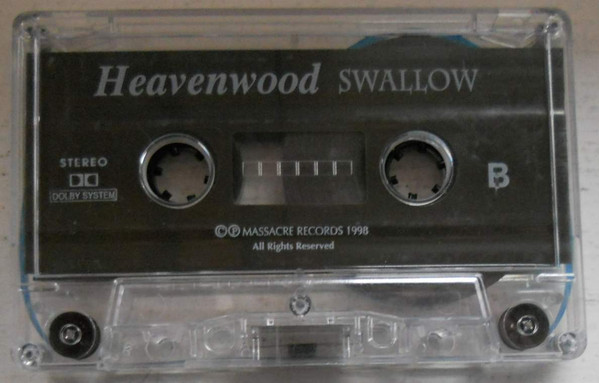 Heavenwood SWALLOW
STEREO
DOLBY SYSTEM
B
©℗ MASSACRE RECORDS 1998
All Rights Reserved